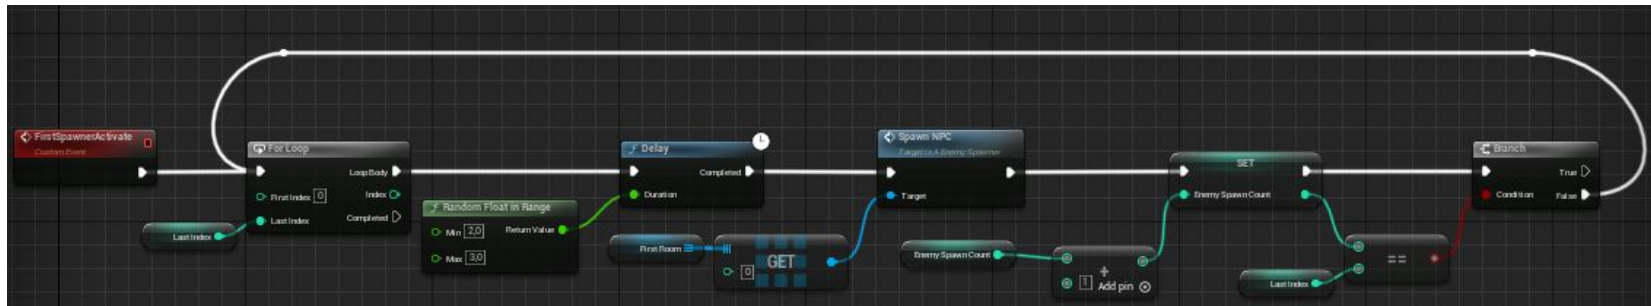 FirstSpawnerActivate
Custom Event
For Loop
First Index 0
Last Index
Loop Body
Index
Completed
Last Index
Random Float in Range
Min 2,0
Max 3,0
Return Value
Delay
Completed
Duration
First Room
0
GET
Spawn NPC
Target is A Enemy Spawner
Target
Enemy Spawn Count
+
1
Add pin
SET
Enemy Spawn Count
Last Index
==
Branch
True
Condition
False